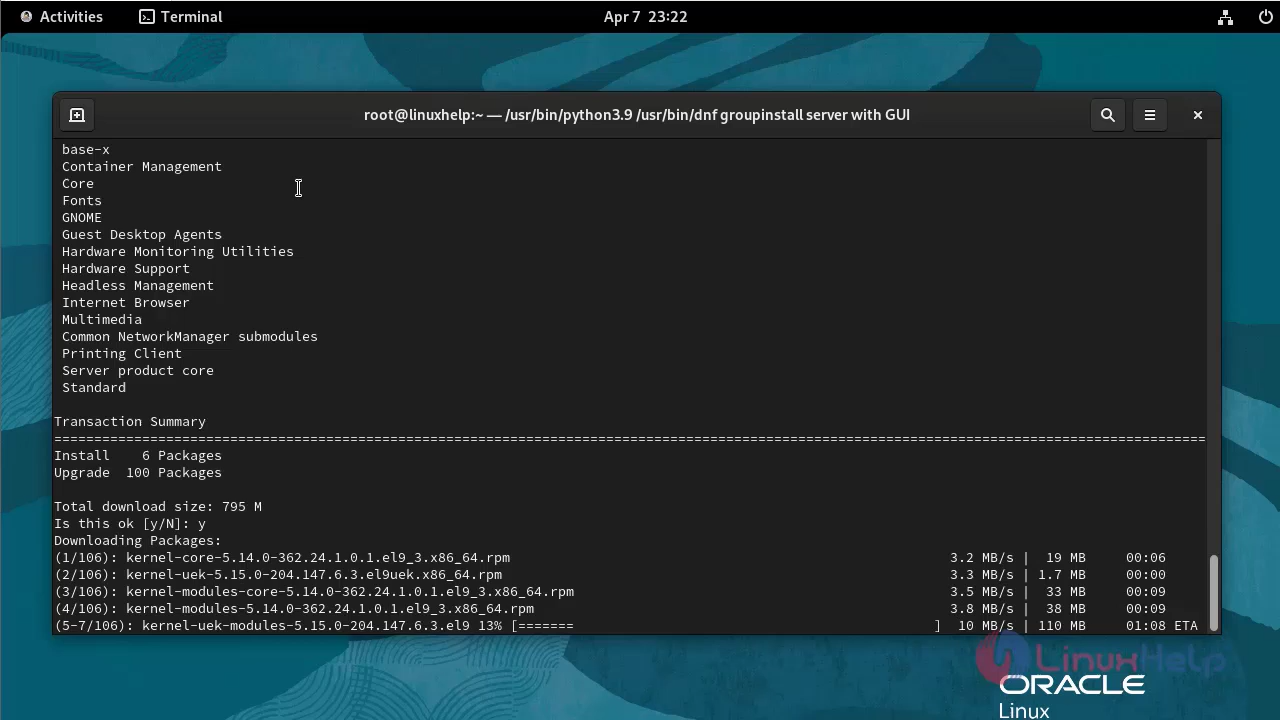 Activities Terminal Apr 7 23:22
root@linuxhelp:~ — /usr/bin/python3.9 /usr/bin/dnf groupinstall server with GUI
base-x
Container Management
Core
Fonts
GNOME
Guest Desktop Agents
Hardware Monitoring Utilities
Hardware Support
Headless Management
Internet Browser
Multimedia
Common NetworkManager submodules
Printing Client
Server product core
Standard
Transaction Summary
================================================================================================================================================
Install    6 Packages
Upgrade  100 Packages
Total download size: 795 M
Is this ok [y/N]: y
Downloading Packages:
(1/106): kernel-core-5.14.0-362.24.1.0.1.el9_3.x86_64.rpm 3.2 MB/s |  19 MB     00:06
(2/106): kernel-uek-5.15.0-204.147.6.3.el9uek.x86_64.rpm 3.3 MB/s | 1.7 MB     00:00
(3/106): kernel-modules-core-5.14.0-362.24.1.0.1.el9_3.x86_64.rpm 3.5 MB/s |  33 MB     00:09
(4/106): kernel-modules-5.14.0-362.24.1.0.1.el9_3.x86_64.rpm 3.8 MB/s |  38 MB     00:09
(5-7/106): kernel-uek-modules-5.15.0-204.147.6.3.el9 13% [=======                                             ]  10 MB/s | 110 MB     01:08 ETA
LinuxHelp
ORACLE
Linux